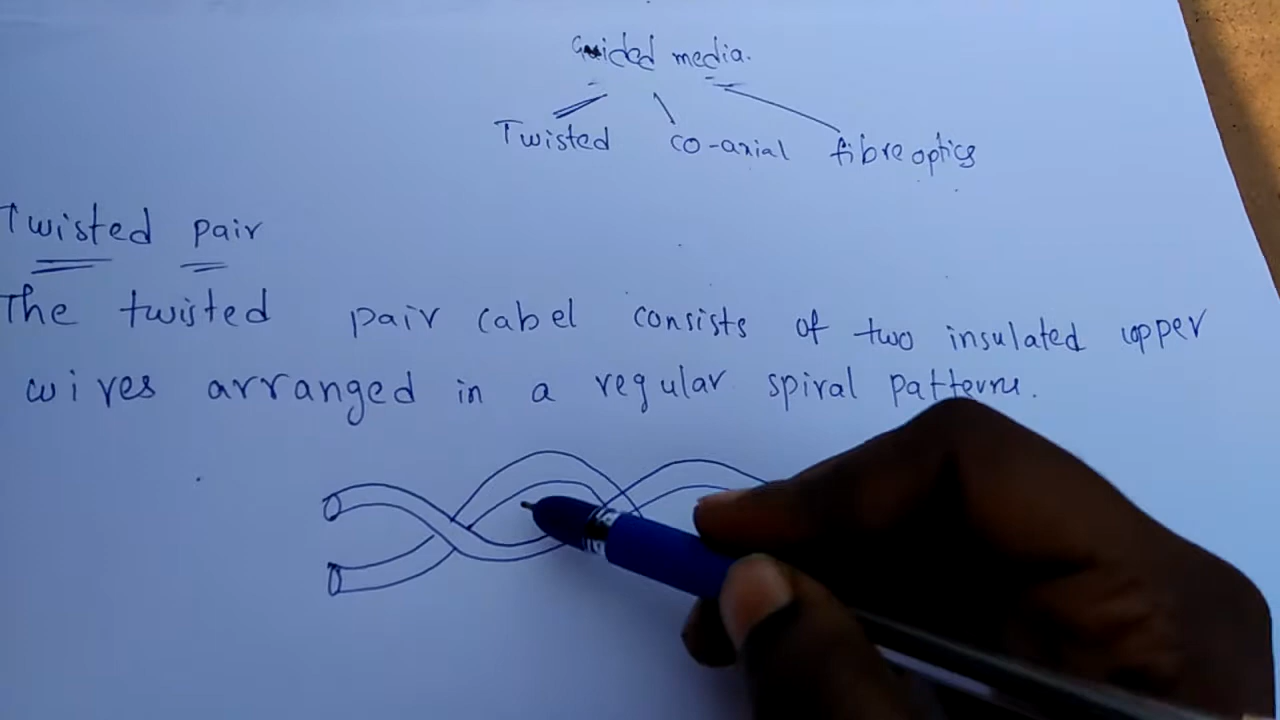 Guided media.
Twisted co-axial fibre optics
Twisted pair
The twisted pair cabel consists of two insulated copper
wires arranged in a regular spiral patterns.